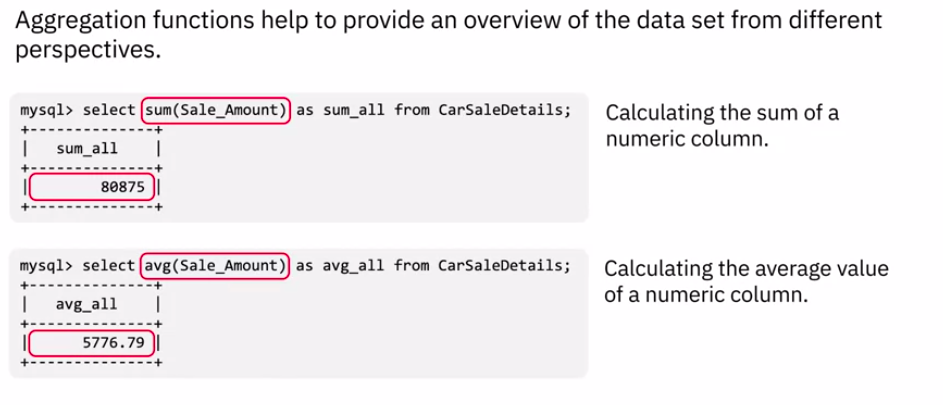 Aggregation functions help to provide an overview of the data set from different
perspectives.
mysql> select sum(Sale_Amount) as sum_all from CarSaleDetails;
+--------------+
| sum_all |
+--------------+
| 80875 |
+--------------+
Calculating the sum of a
numeric column.
mysql> select avg(Sale_Amount) as avg_all from CarSaleDetails;
+--------------+
| avg_all |
+--------------+
| 5776.79 |
+--------------+
Calculating the average value
of a numeric column.